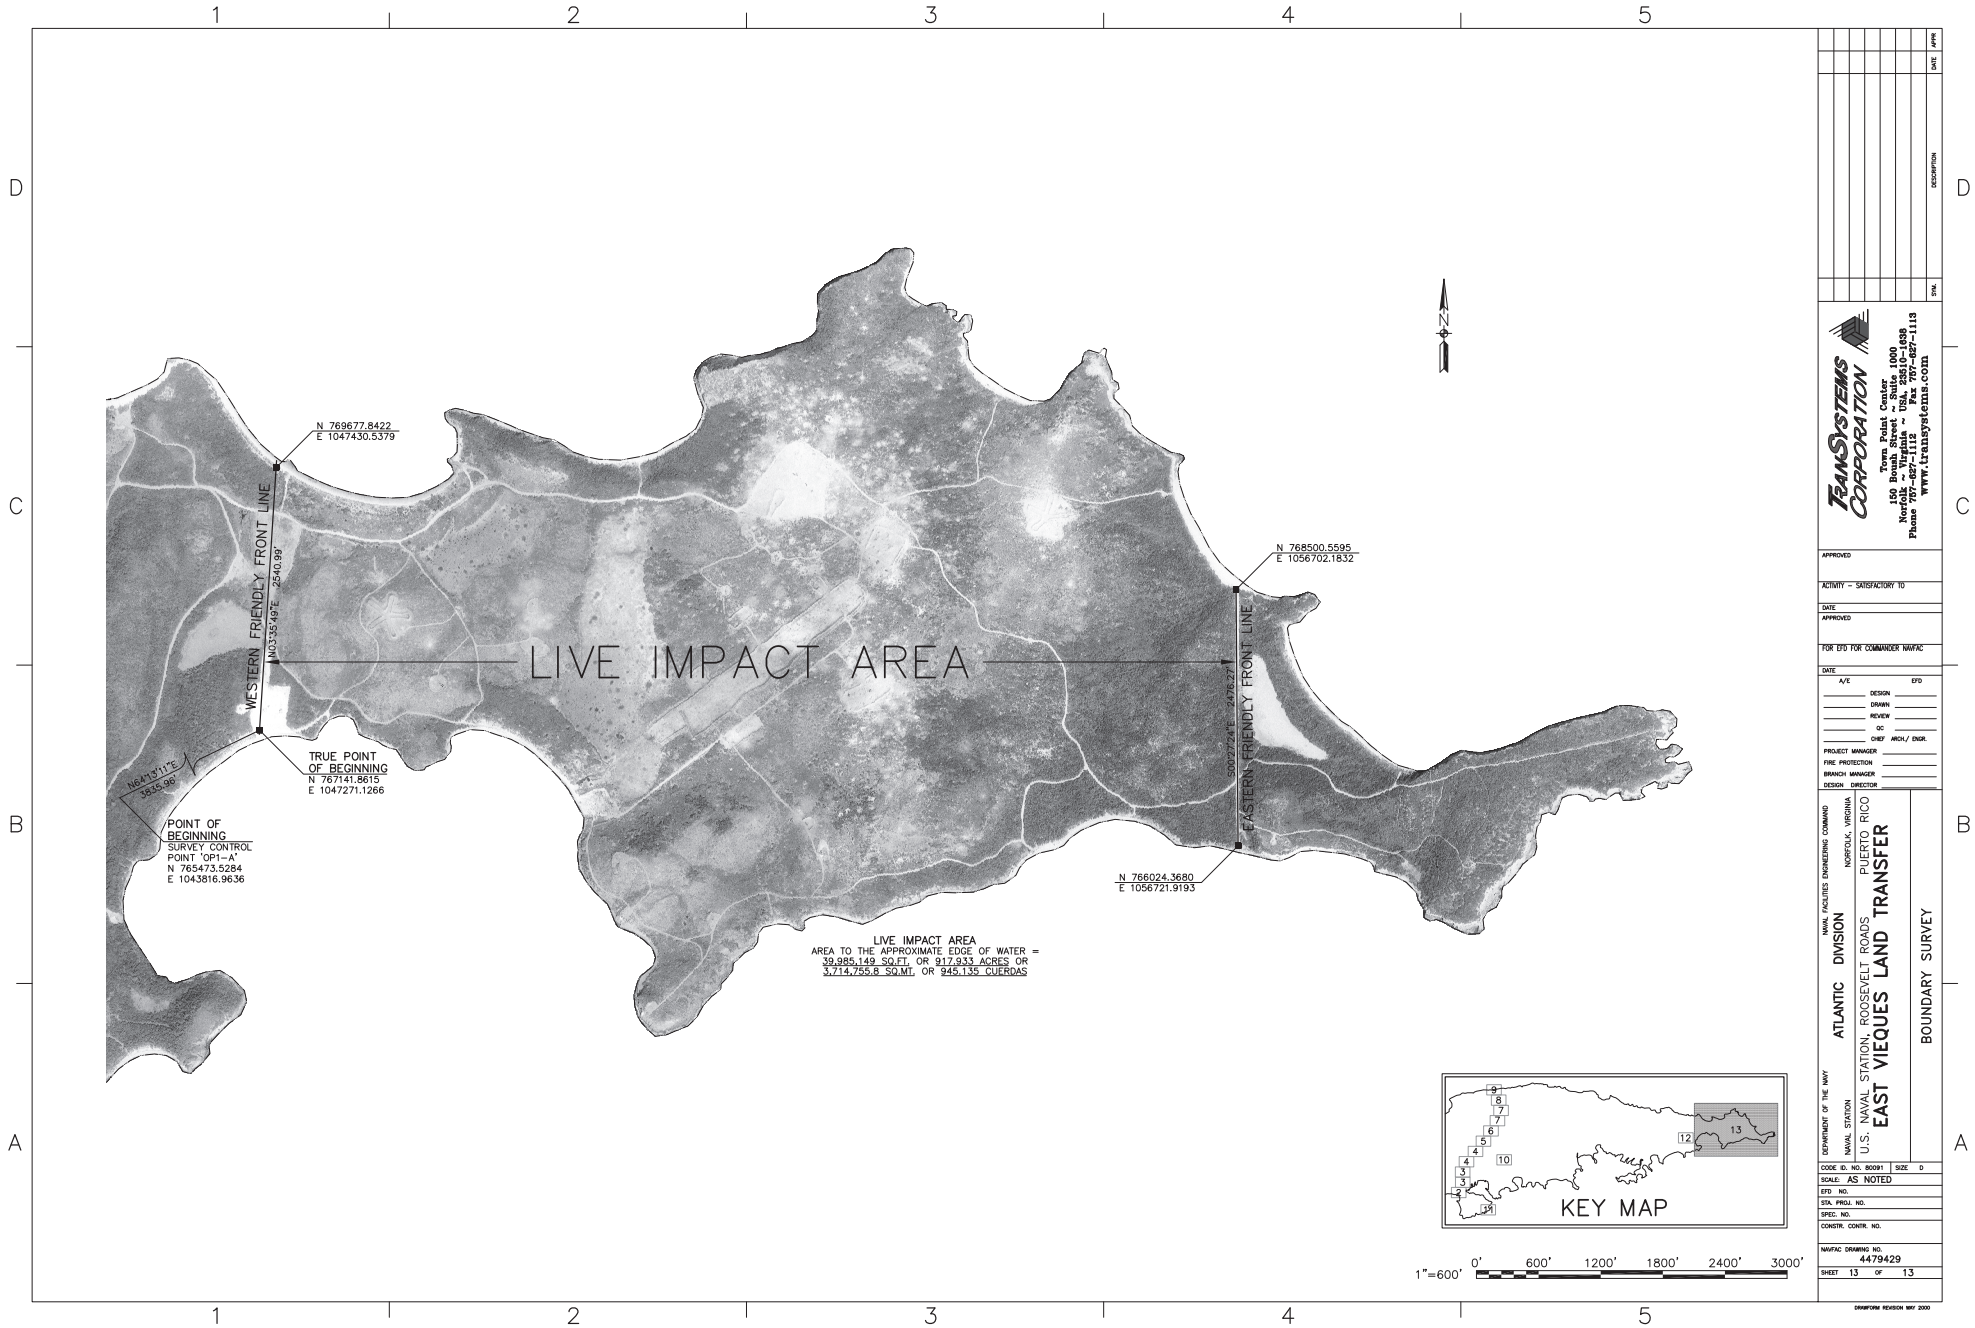 1 2 3 4 5
D
C
B
A
D
C
B
A
N 769677.8422
E 1047430.5379
WESTERN FRIENDLY FRONT LINE
N03°35'49"E 2540.99'
LIVE IMPACT AREA
N 768500.5595
E 1056702.1832
EASTERN FRIENDLY FRONT LINE
S00°27'24"E 2476.27'
TRUE POINT
OF BEGINNING
N 767141.8615
E 1047271.1266
N64°13'11"E
3835.96'
POINT OF
BEGINNING
SURVEY CONTROL
POINT 'OP1-A'
N 765473.5284
E 1043816.9636
N 766024.3680
E 1056721.9193
LIVE IMPACT AREA
AREA TO THE APPROXIMATE EDGE OF WATER =
39,985,149 SQ.FT. OR 917.933 ACRES OR
3,714,755.8 SQ.MT. OR 945.135 CUERDAS
N
9
8
7
7
6
5
4
4
3
3
2
11
10
12
13
KEY MAP
1"=600'
0' 600' 1200' 1800' 2400' 3000'
1 2 3 4 5
SYM. DESCRIPTION DATE APPR
TRANSYSTEMS
CORPORATION
Town Point Center
150 Boush Street ~ Suite 1000
Norfolk ~ Virginia ~ USA, 23510-1638
Phone 757-627-1112 Fax 757-627-1113
www.transystems.com
APPROVED
ACTIVITY - SATISFACTORY TO
DATE
APPROVED
FOR EFD FOR COMMANDER NAVFAC
DATE
A/E EFD
DESIGN
DRAWN
REVIEW
QC
CHIEF ARCH./ ENGR.
PROJECT MANAGER
FIRE PROTECTION
BRANCH MANAGER
DESIGN DIRECTOR
DEPARTMENT OF THE NAVY NAVAL FACILITIES ENGINEERING COMMAND
ATLANTIC DIVISION
NAVAL STATION NORFOLK, VIRGINIA
U.S. NAVAL STATION, ROOSEVELT ROADS PUERTO RICO
EAST VIEQUES LAND TRANSFER
BOUNDARY SURVEY
CODE ID. NO. 80091 SIZE D
SCALE: AS NOTED
EFD NO.
STA. PROJ. NO.
SPEC. NO.
CONSTR. CONTR. NO.
NAVFAC DRAWING NO.
4479429
SHEET 13 OF 13
DRAWFORM REVISION MAY 2000